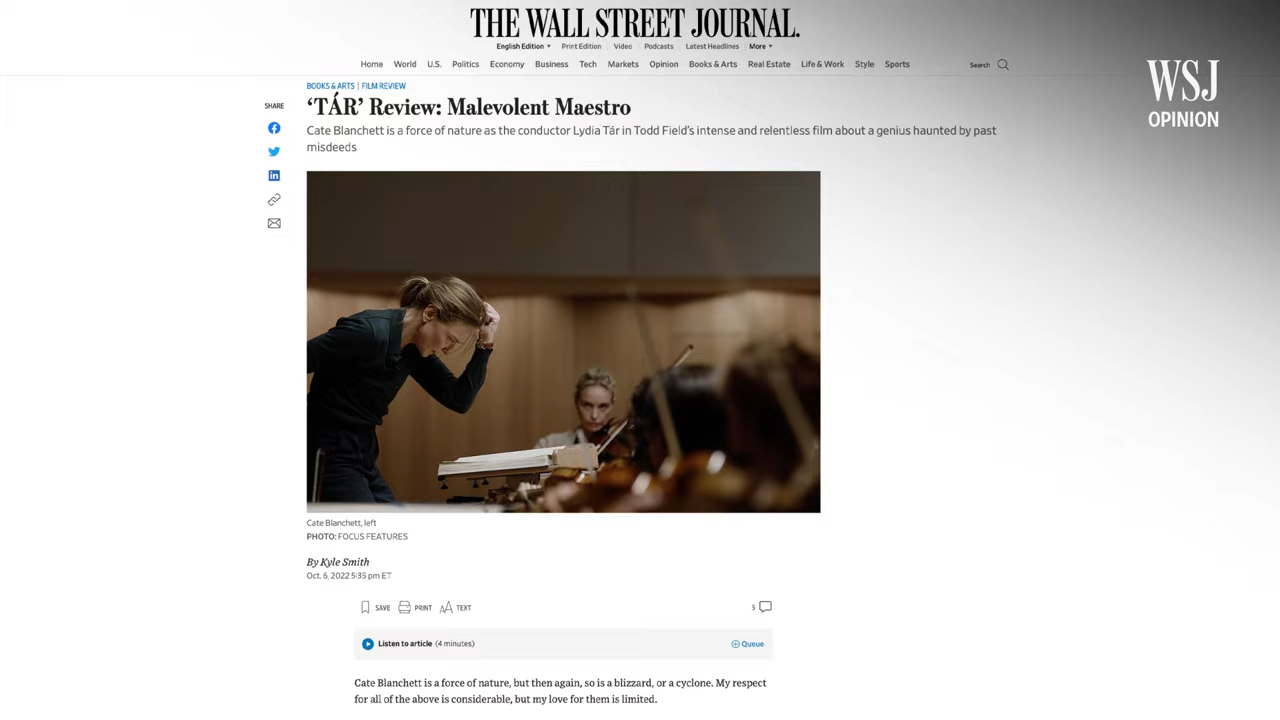 THE WALL STREET JOURNAL.
English Edition Print Edition Video Podcasts Latest Headlines More
Home World U.S. Politics Economy Business Tech Markets Opinion Books & Arts Real Estate Life & Work Style Sports Search
WSJ
OPINION
BOOKS & ARTS | FILM REVIEW
SHARE
‘TÁR’ Review: Malevolent Maestro
Cate Blanchett is a force of nature as the conductor Lydia Tár in Todd Field’s intense and relentless film about a genius haunted by past
misdeeds
Cate Blanchett, left
PHOTO: FOCUS FEATURES
By Kyle Smith
Oct. 6, 2022 5:35 pm ET
SAVE PRINT AA TEXT 5
Listen to article (4 minutes) Queue
Cate Blanchett is a force of nature, but then again, so is a blizzard, or a cyclone. My respect
for all of the above is considerable, but my love for them is limited.